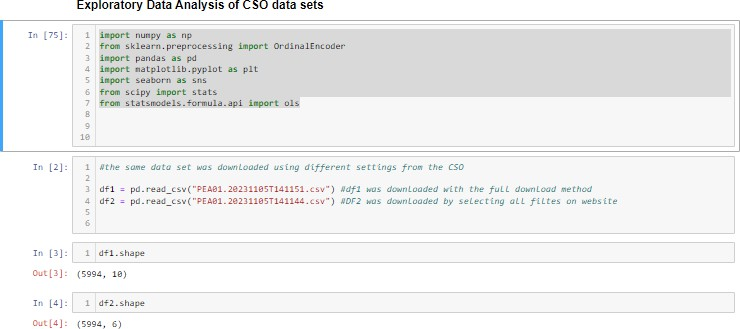 Exploratory Data Analysis of CSO data sets
In [75]:
1 import numpy as np
2 from sklearn.preprocessing import OrdinalEncoder
3 import pandas as pd
4 import matplotlib.pyplot as plt
5 import seaborn as sns
6 from scipy import stats
7 from statsmodels.formula.api import ols
8
9
10
In [2]:
1 #the same data set was downloaded using different settings from the CSO
2
3 df1 = pd.read_csv("PEA01.20231105T141151.csv") #df1 was downloaded with the full download method
4 df2 = pd.read_csv("PEA01.20231105T141144.csv") #DF2 was downloaded by selecting all filtes on website
5
6
In [3]: 1 df1.shape
Out[3]: (5994, 10)
In [4]: 1 df2.shape
Out[4]: (5994, 6)